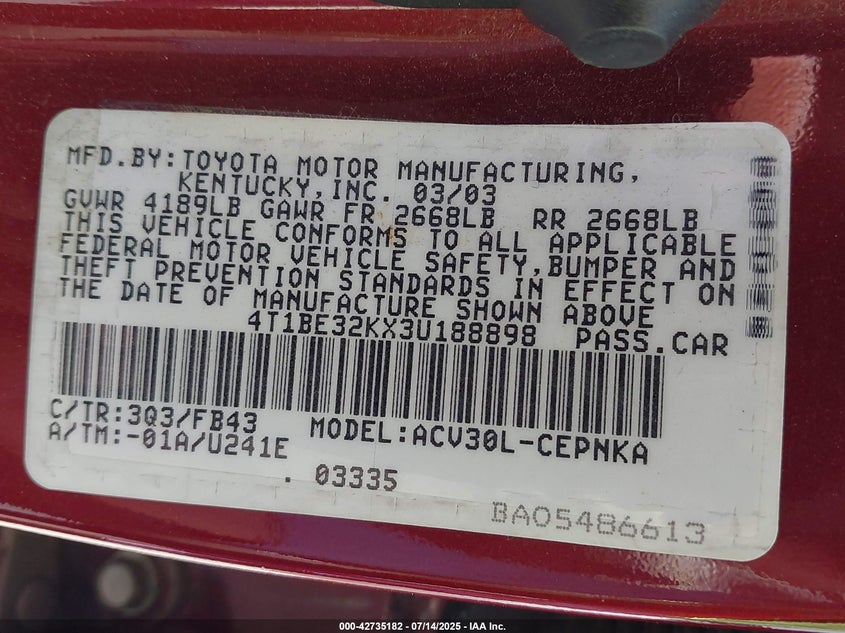 MFD.BY:TOYOTA MOTOR MANUFACTURING,
KENTUCKY,INC. 03/03
GVWR 4189LB GAWR FR 2668LB RR 2668LB
THIS VEHICLE CONFORMS TO ALL APPLICABLE
FEDERAL MOTOR VEHICLE SAFETY,BUMPER AND
THEFT PREVENTION STANDARDS IN EFFECT ON
THE DATE OF MANUFACTURE SHOWN ABOVE
4T1BE32KX3U188898 PASS.CAR
C/TR:3Q3/FB43 MODEL:ACV30L-CEPNKA
A/TM:-01A/U241E
. 03335
BA05486613
000-42735182 / 07/14/2025 - IAA Inc.